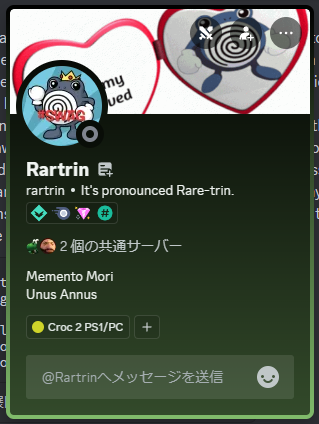 my
#SWAG
Rartrin
rartrin • It's pronounced Rare-trin.
2 個の共通サーバー
Memento Mori
Unus Annus
Croc 2 PS1/PC
@Rartrinへメッセージを送信